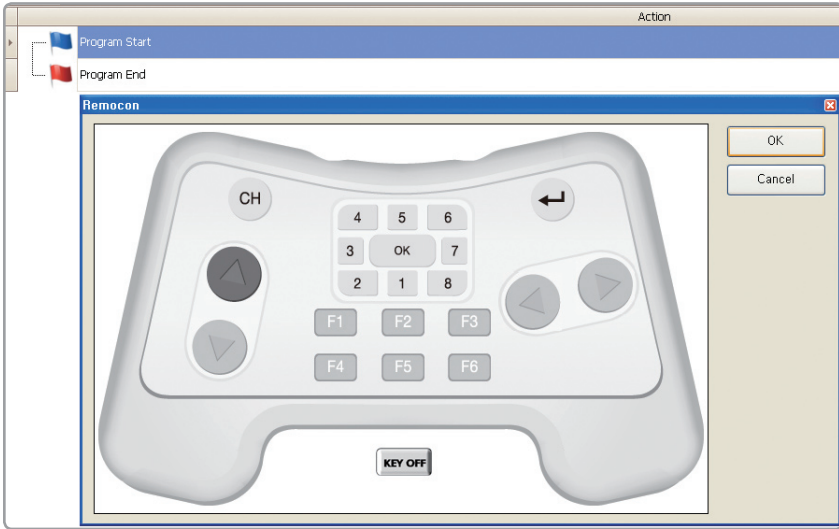 Action
Program Start
Program End
Remocon
OK
Cancel
CH
4 5 6
3 OK 7
2 1 8
F1 F2 F3
F4 F5 F6
KEY OFF